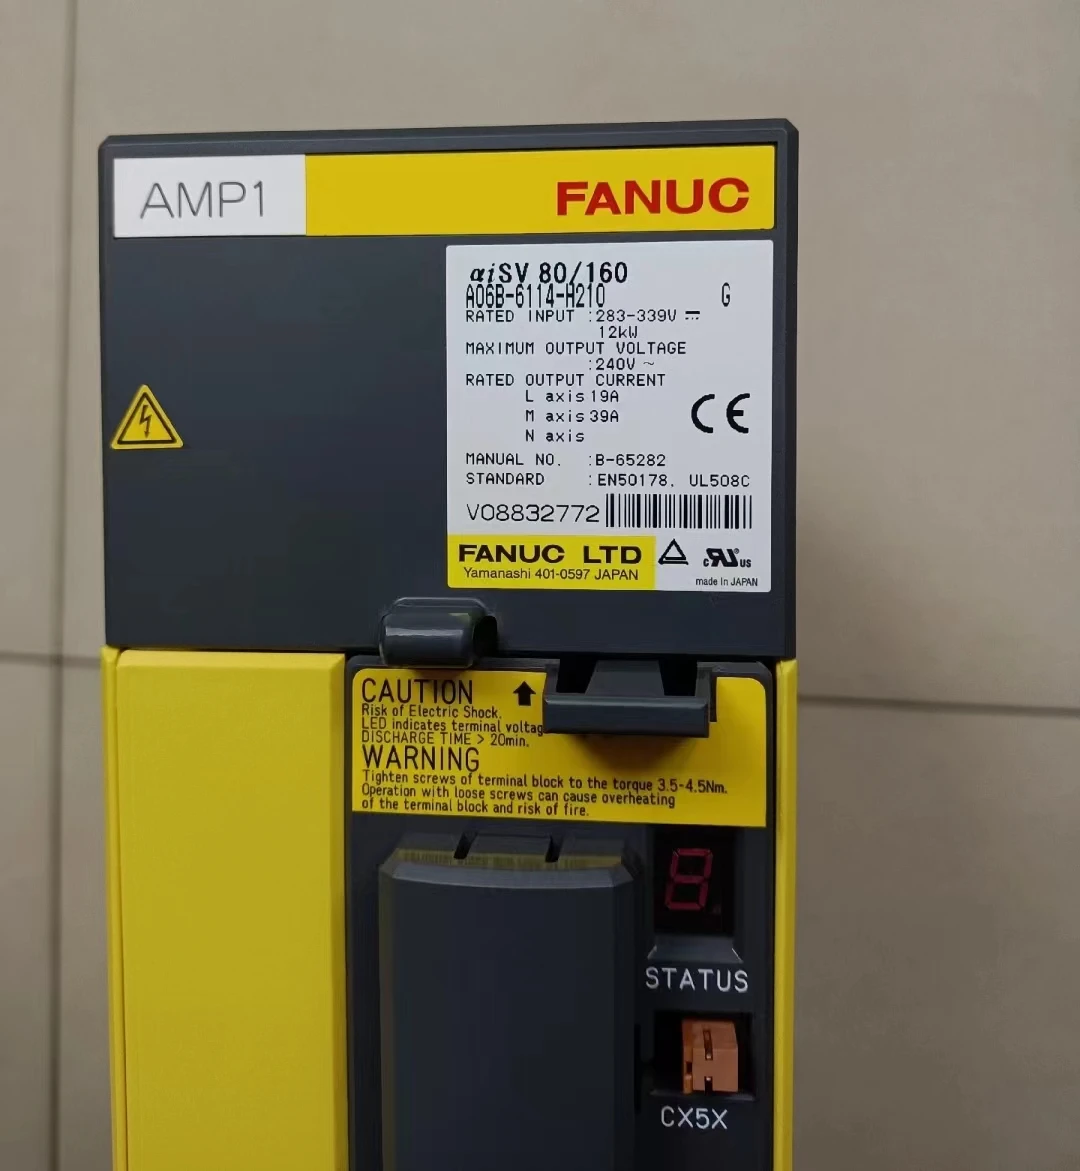 AMP1
FANUC
αiSV 80/160
A06B-6114-H210 G
RATED INPUT :283-339V ⎓
12kW
MAXIMUM OUTPUT VOLTAGE
:240V ~
RATED OUTPUT CURRENT
L axis 19A
M axis 39A
N axis
CE
MANUAL NO. :B-65282
STANDARD :EN50178. UL508C
V08832772
FANUC LTD
Yamanashi 401-0597 JAPAN
c RU US
made in JAPAN
CAUTION
Risk of Electric Shock.
LED indicates terminal voltag
DISCHARGE TIME > 20min.
WARNING
Tighten screws of terminal block to the torque 3.5-4.5Nm.
Operation with loose screws can cause overheating
of the terminal block and risk of fire.
8
STATUS
CX5X